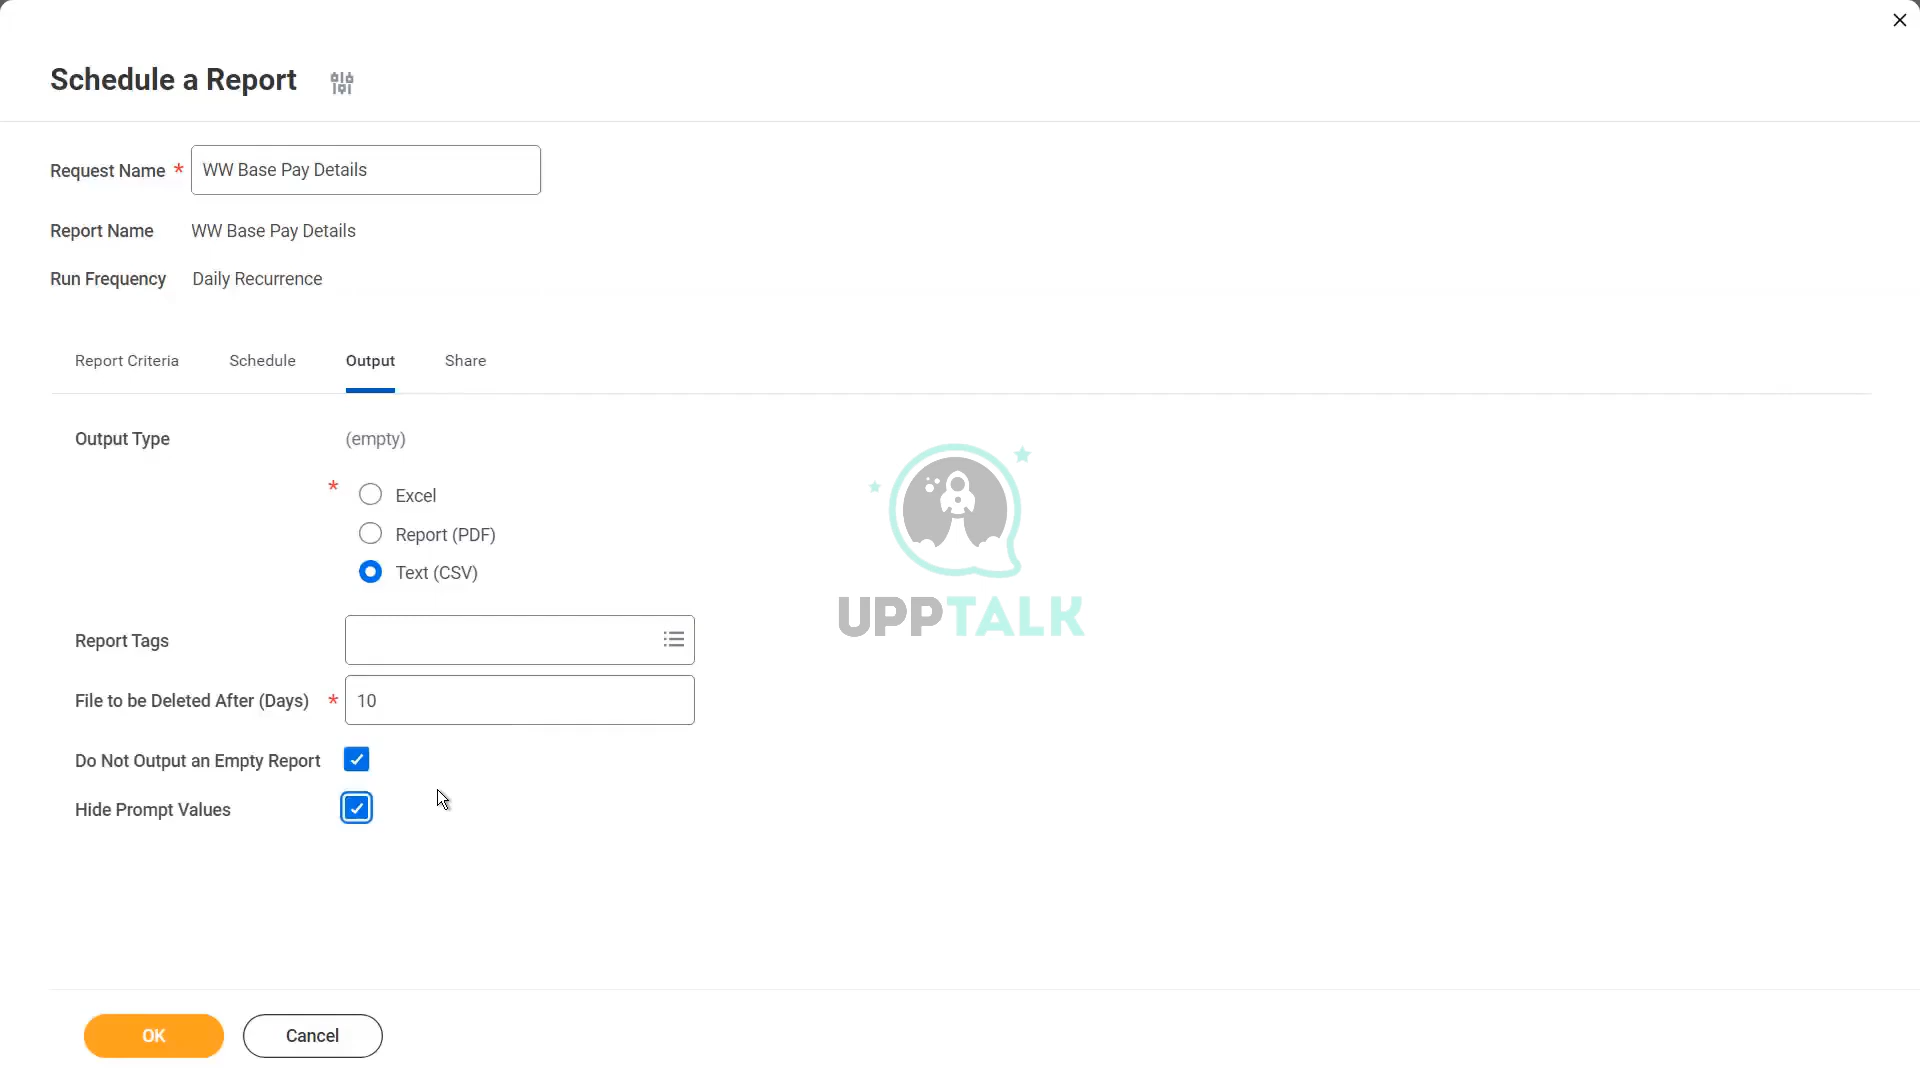 Schedule a Report
Request Name * WW Base Pay Details
Report Name WW Base Pay Details
Run Frequency Daily Recurrence
Report Criteria Schedule Output Share
Output Type (empty)
* Excel
Report (PDF)
Text (CSV)
UPPTALK
Report Tags
File to be Deleted After (Days) * 10
Do Not Output an Empty Report
Hide Prompt Values
OK Cancel